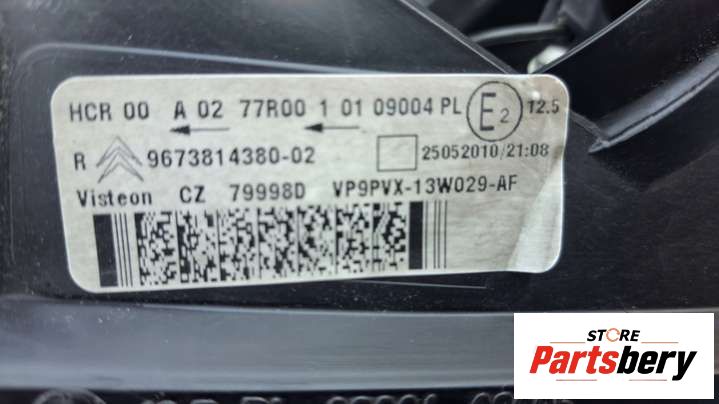 HCR 00 A 02 77R00 1 01 09004 PL E2 12.5
R 9673814380-02 25052010/21:08
Visteon CZ 79998D VP9PVX-13W029-AF
STORE
Partsbery